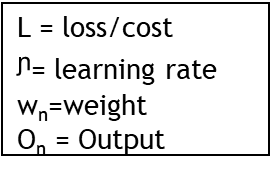 L = loss/cost
ɲ= learning rate
wₙ=weight
Oₙ = Output